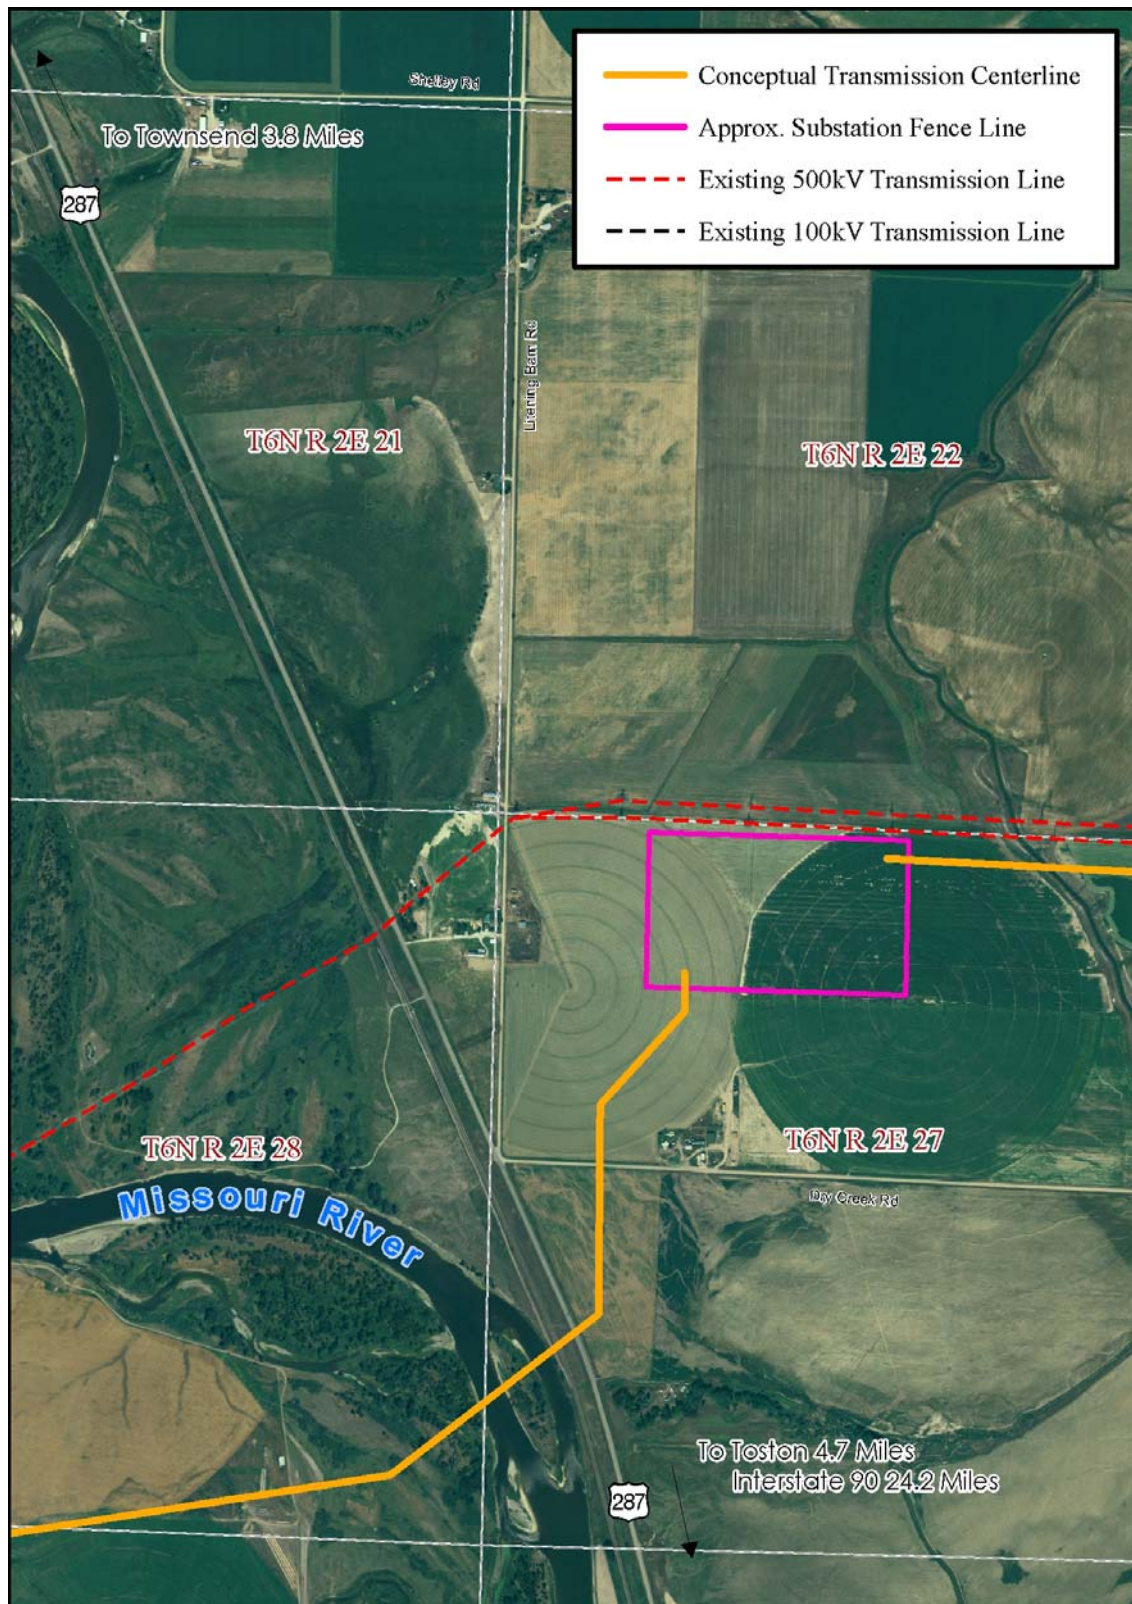 Conceptual Transmission Centerline
Approx. Substation Fence Line
Existing 500kV Transmission Line
Existing 100kV Transmission Line
Shelley Rd
To Townsend 3.8 Miles
287
Litening Barn Rd
T6N R 2E 21
T6N R 2E 22
T6N R 2E 28
T6N R 2E 27
Missouri River
Dry Creek Rd
To Toston 4.7 Miles
Interstate 90 24.2 Miles
287